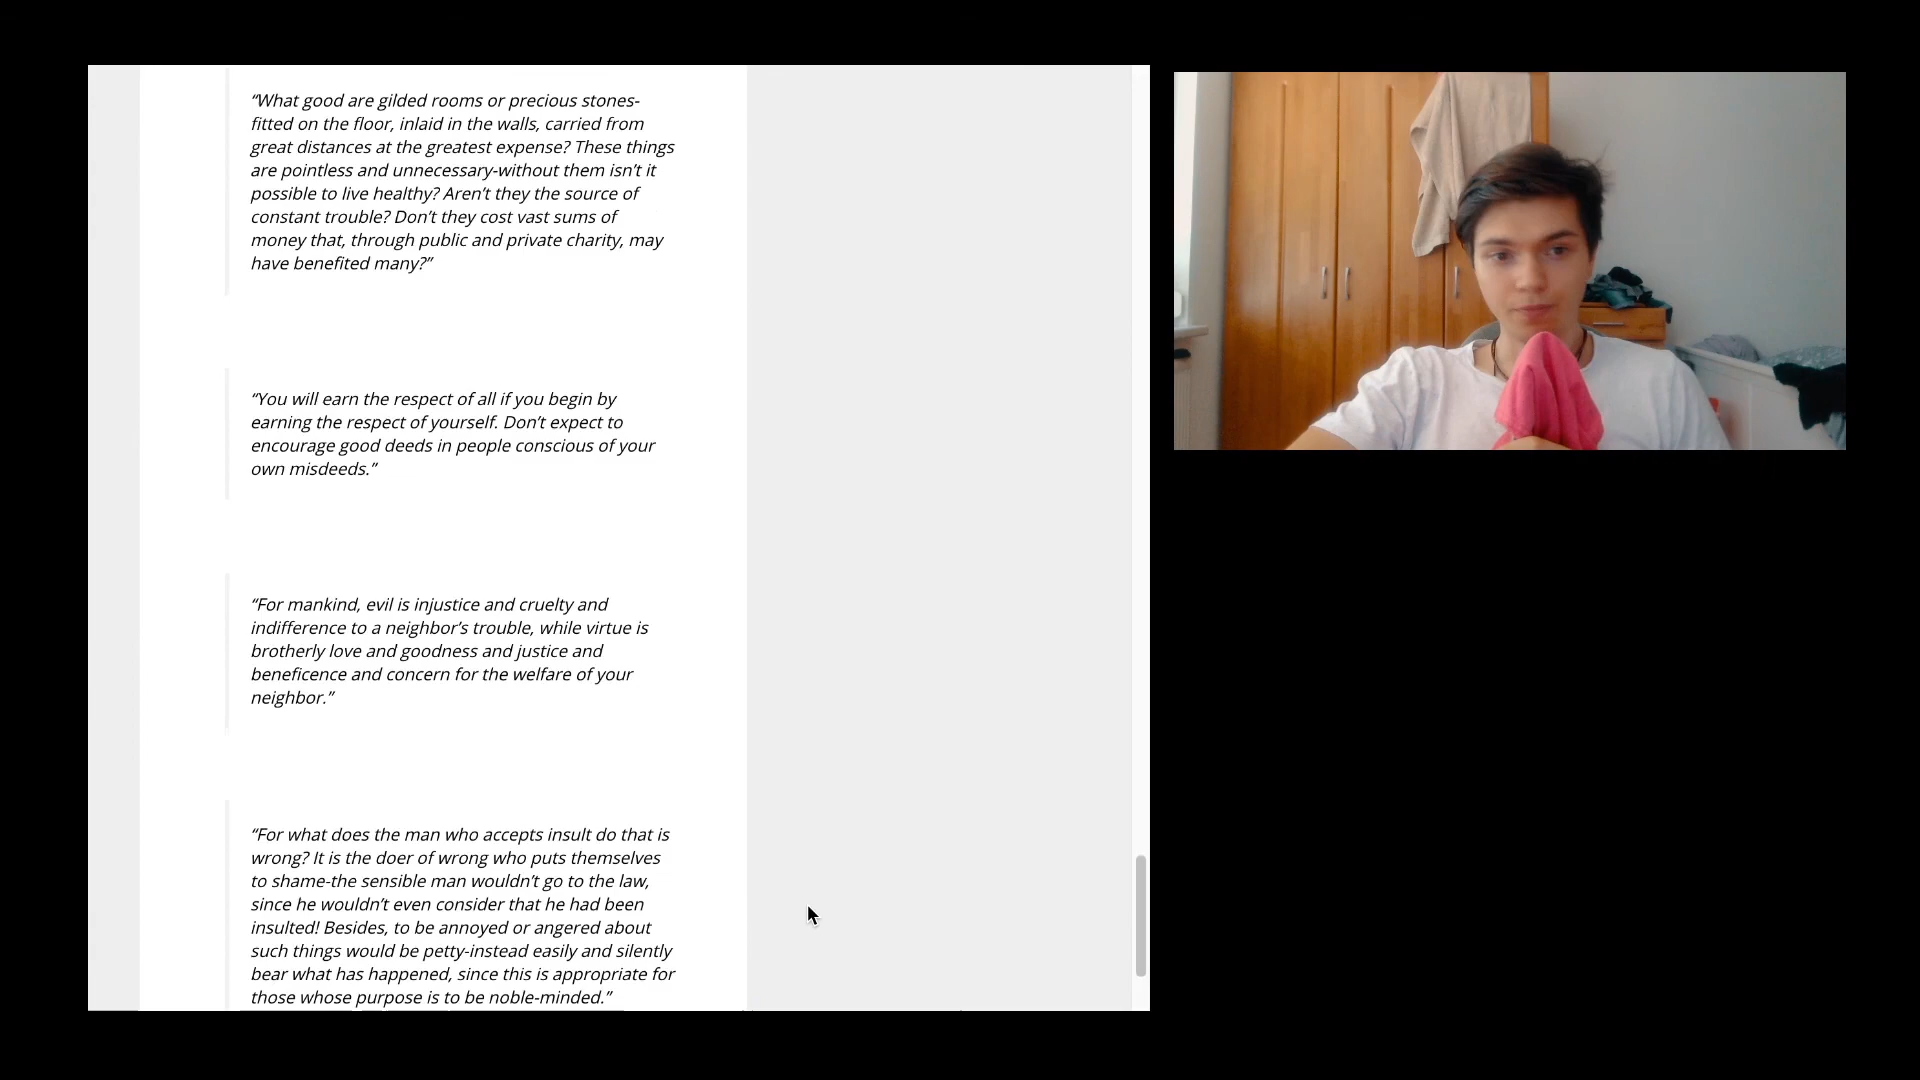 “What good are gilded rooms or precious stones-
fitted on the floor, inlaid in the walls, carried from
great distances at the greatest expense? These things
are pointless and unnecessary-without them isn’t it
possible to live healthy? Aren’t they the source of
constant trouble? Don’t they cost vast sums of
money that, through public and private charity, may
have benefited many?”
“You will earn the respect of all if you begin by
earning the respect of yourself. Don’t expect to
encourage good deeds in people conscious of your
own misdeeds.”
“For mankind, evil is injustice and cruelty and
indifference to a neighbor’s trouble, while virtue is
brotherly love and goodness and justice and
beneficence and concern for the welfare of your
neighbor.”
“For what does the man who accepts insult do that is
wrong? It is the doer of wrong who puts themselves
to shame-the sensible man wouldn’t go to the law,
since he wouldn’t even consider that he had been
insulted! Besides, to be annoyed or angered about
such things would be petty-instead easily and silently
bear what has happened, since this is appropriate for
those whose purpose is to be noble-minded.”